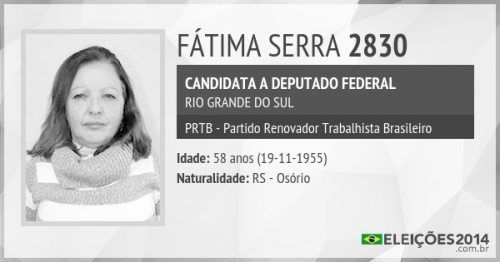 FÁTIMA SERRA 2830
CANDIDATA A DEPUTADO FEDERAL
RIO GRANDE DO SUL
PRTB - Partido Renovador Trabalhista Brasileiro
Idade: 58 anos (19-11-1955)
Naturalidade: RS - Osório
ELEIÇÕES2014
.com.br